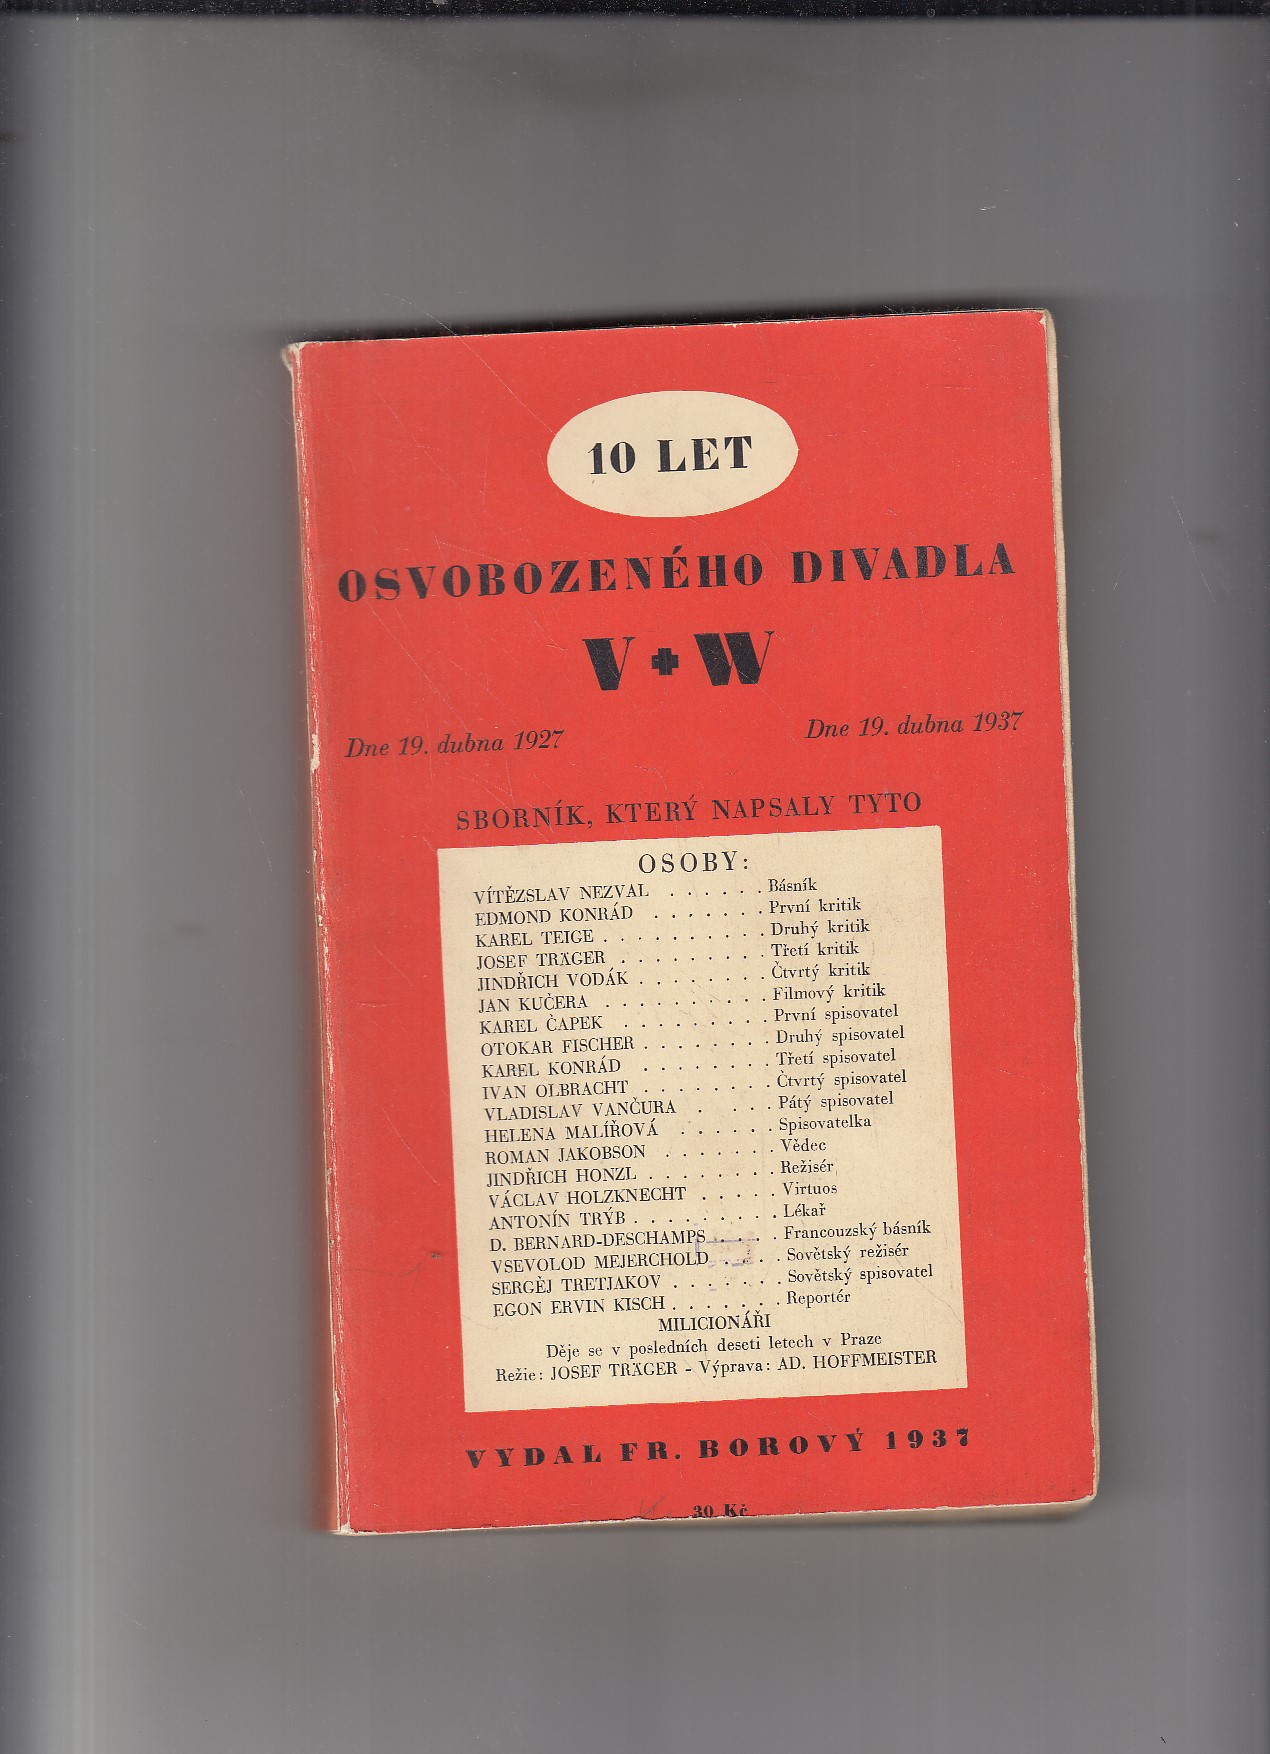 10 LET
OSVOBOZENÉHO DIVADLA
V + W
Dne 19. dubna 1927 Dne 19. dubna 1937
SBORNÍK, KTERÝ NAPSALY TYTO
OSOBY:
VÍTĚZSLAV NEZVAL . . . . . . Básník
EDMOND KONRÁD . . . . . . . První kritik
KAREL TEIGE . . . . . . . . . . Druhý kritik
JOSEF TRÄGER . . . . . . . . . Třetí kritik
JINDŘICH VODÁK . . . . . . . . Čtvrtý kritik
JAN KUČERA . . . . . . . . . . Filmový kritik
KAREL ČAPEK . . . . . . . . . První spisovatel
OTOKAR FISCHER . . . . . . . . Druhý spisovatel
KAREL KONRÁD . . . . . . . . Třetí spisovatel
IVAN OLBRACHT . . . . . . . . Čtvrtý spisovatel
VLADISLAV VANČURA . . . . Pátý spisovatel
HELENA MALÍŘOVÁ . . . . . . Spisovatelka
ROMAN JAKOBSON . . . . . . . Vědec
JINDŘICH HONZL . . . . . . . . Režisér
VÁCLAV HOLZKNECHT . . . . . Virtuos
ANTONÍN TRÝB . . . . . . . . . Lékař
D. BERNARD-DESCHAMPS . . . . Francouzský básník
VSEVOLOD MEJERCHOLD . . . . Sovětský režisér
SERGĚJ TRETJAKOV . . . . . . . Sovětský spisovatel
EGON ERVIN KISCH . . . . . . . Reportér
MILICIONÁŘI
Děje se v posledních deseti letech v Praze
Režie: JOSEF TRÄGER - Výprava: AD. HOFFMEISTER
VYDAL FR. BOROVÝ 1937
30 Kč